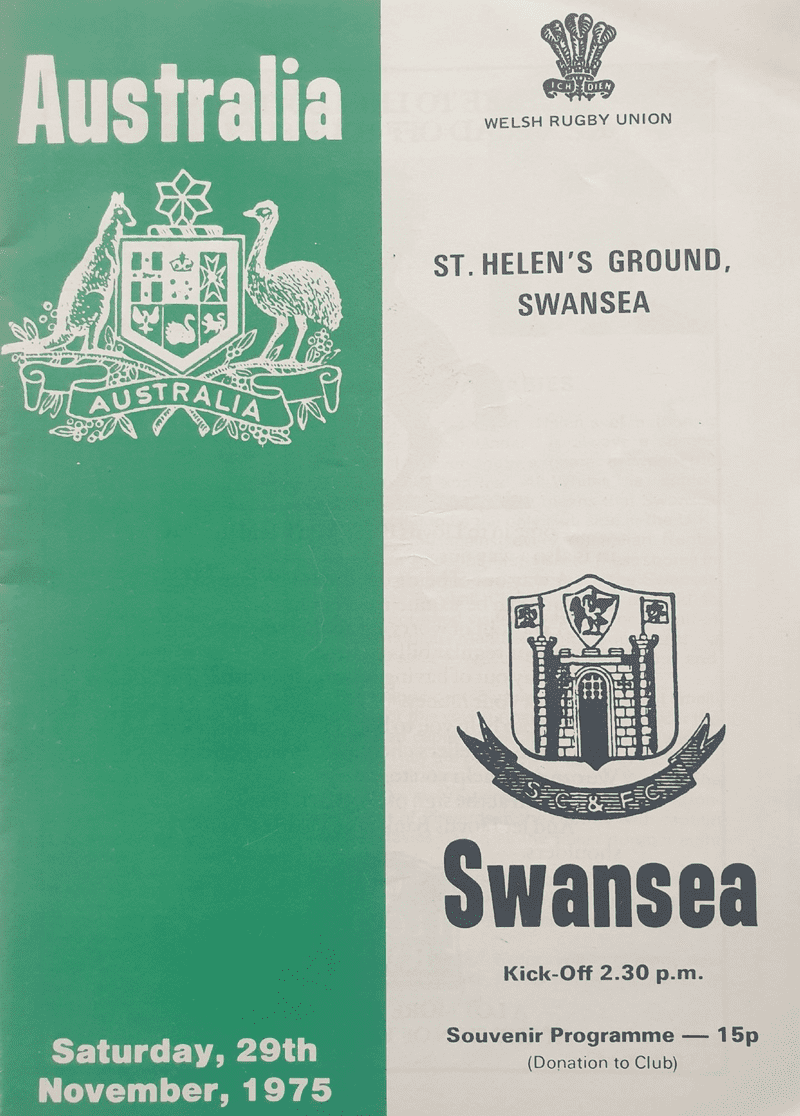 Australia
AUSTRALIA
Saturday, 29th
November, 1975
ICH DIEN
WELSH RUGBY UNION
ST. HELEN'S GROUND,
SWANSEA
S C & F C
Swansea
Kick-Off 2.30 p.m.
Souvenir Programme — 15p
(Donation to Club)